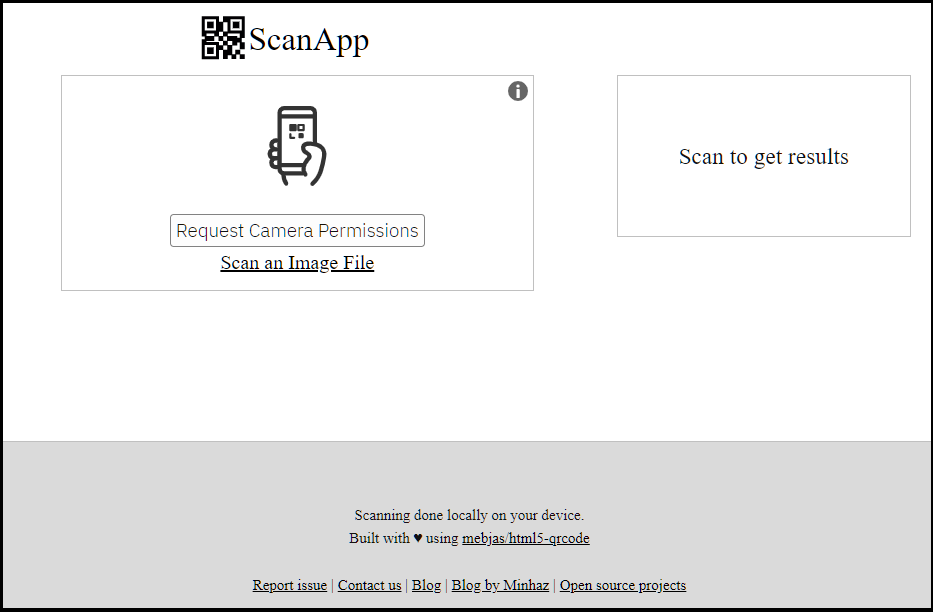 ScanApp
Request Camera Permissions
Scan an Image File
Scan to get results
Scanning done locally on your device.
Built with ♥ using mebjas/html5-qrcode
Report issue | Contact us | Blog | Blog by Minhaz | Open source projects